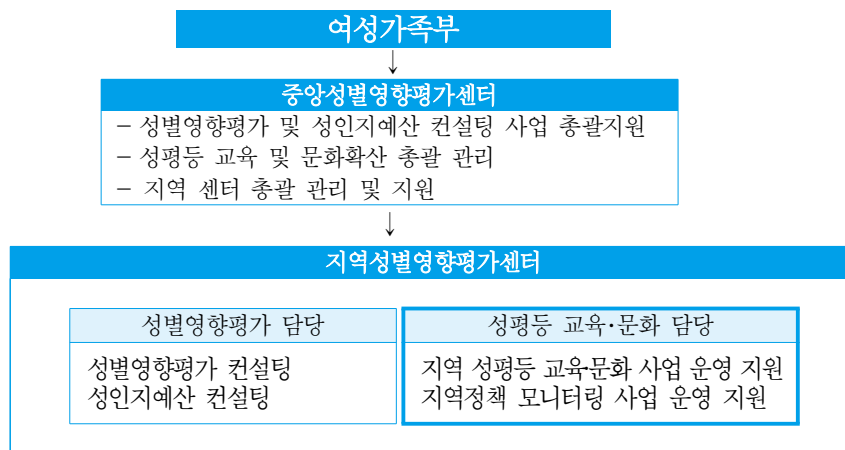 여성가족부
중앙성별영향평가센터
– 성별영향평가 및 성인지예산 컨설팅 사업 총괄지원
– 성평등 교육 및 문화확산 총괄 관리
– 지역 센터 총괄 관리 및 지원
지역성별영향평가센터
성별영향평가 담당
성별영향평가 컨설팅
성인지예산 컨설팅
성평등 교육·문화 담당
지역 성평등 교육·문화 사업 운영 지원
지역정책 모니터링 사업 운영 지원